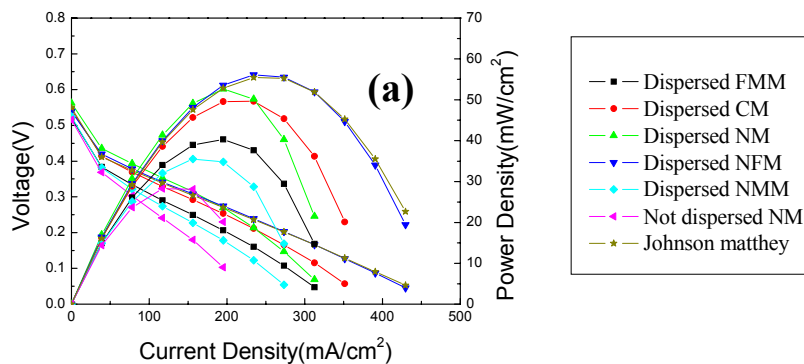 0.8
0.7
0.6
0.5
0.4
0.3
0.2
0.1
0.0
Voltage(V)
0
100
200
300
400
500
Current Density(mA/cm²)
70
60
50
40
30
20
10
0
Power Density(mW/cm²)
(a)
Dispersed FMM
Dispersed CM
Dispersed NM
Dispersed NFM
Dispersed NMM
Not dispersed NM
Johnson matthey